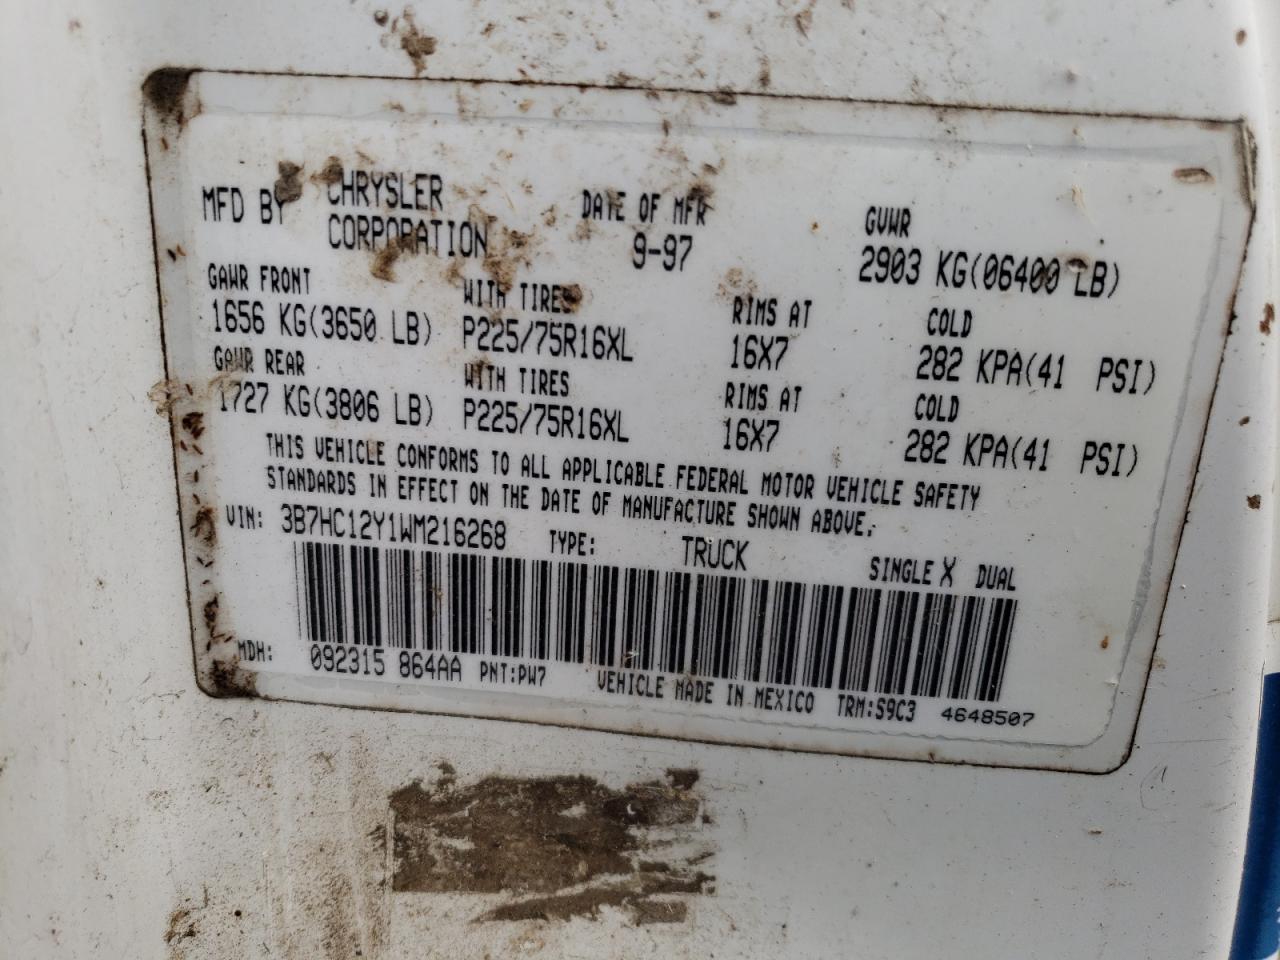 MFD BY CHRYSLER CORPORATION DATE OF MFR 9-97 GVWR 2903 KG(06400 LB)
GAWR FRONT WITH TIRES RIMS AT COLD
1656 KG(3650 LB) P225/75R16XL 16X7 282 KPA(41 PSI)
GAWR REAR WITH TIRES RIMS AT COLD
1727 KG(3806 LB) P225/75R16XL 16X7 282 KPA(41 PSI)
THIS VEHICLE CONFORMS TO ALL APPLICABLE FEDERAL MOTOR VEHICLE SAFETY
STANDARDS IN EFFECT ON THE DATE OF MANUFACTURE SHOWN ABOVE.
VIN: 3B7HC12Y1WM216268 TYPE: TRUCK SINGLE X DUAL
MDH: 092315 864AA PNT:PW7 VEHICLE MADE IN MEXICO TRM:S9C3 4648507